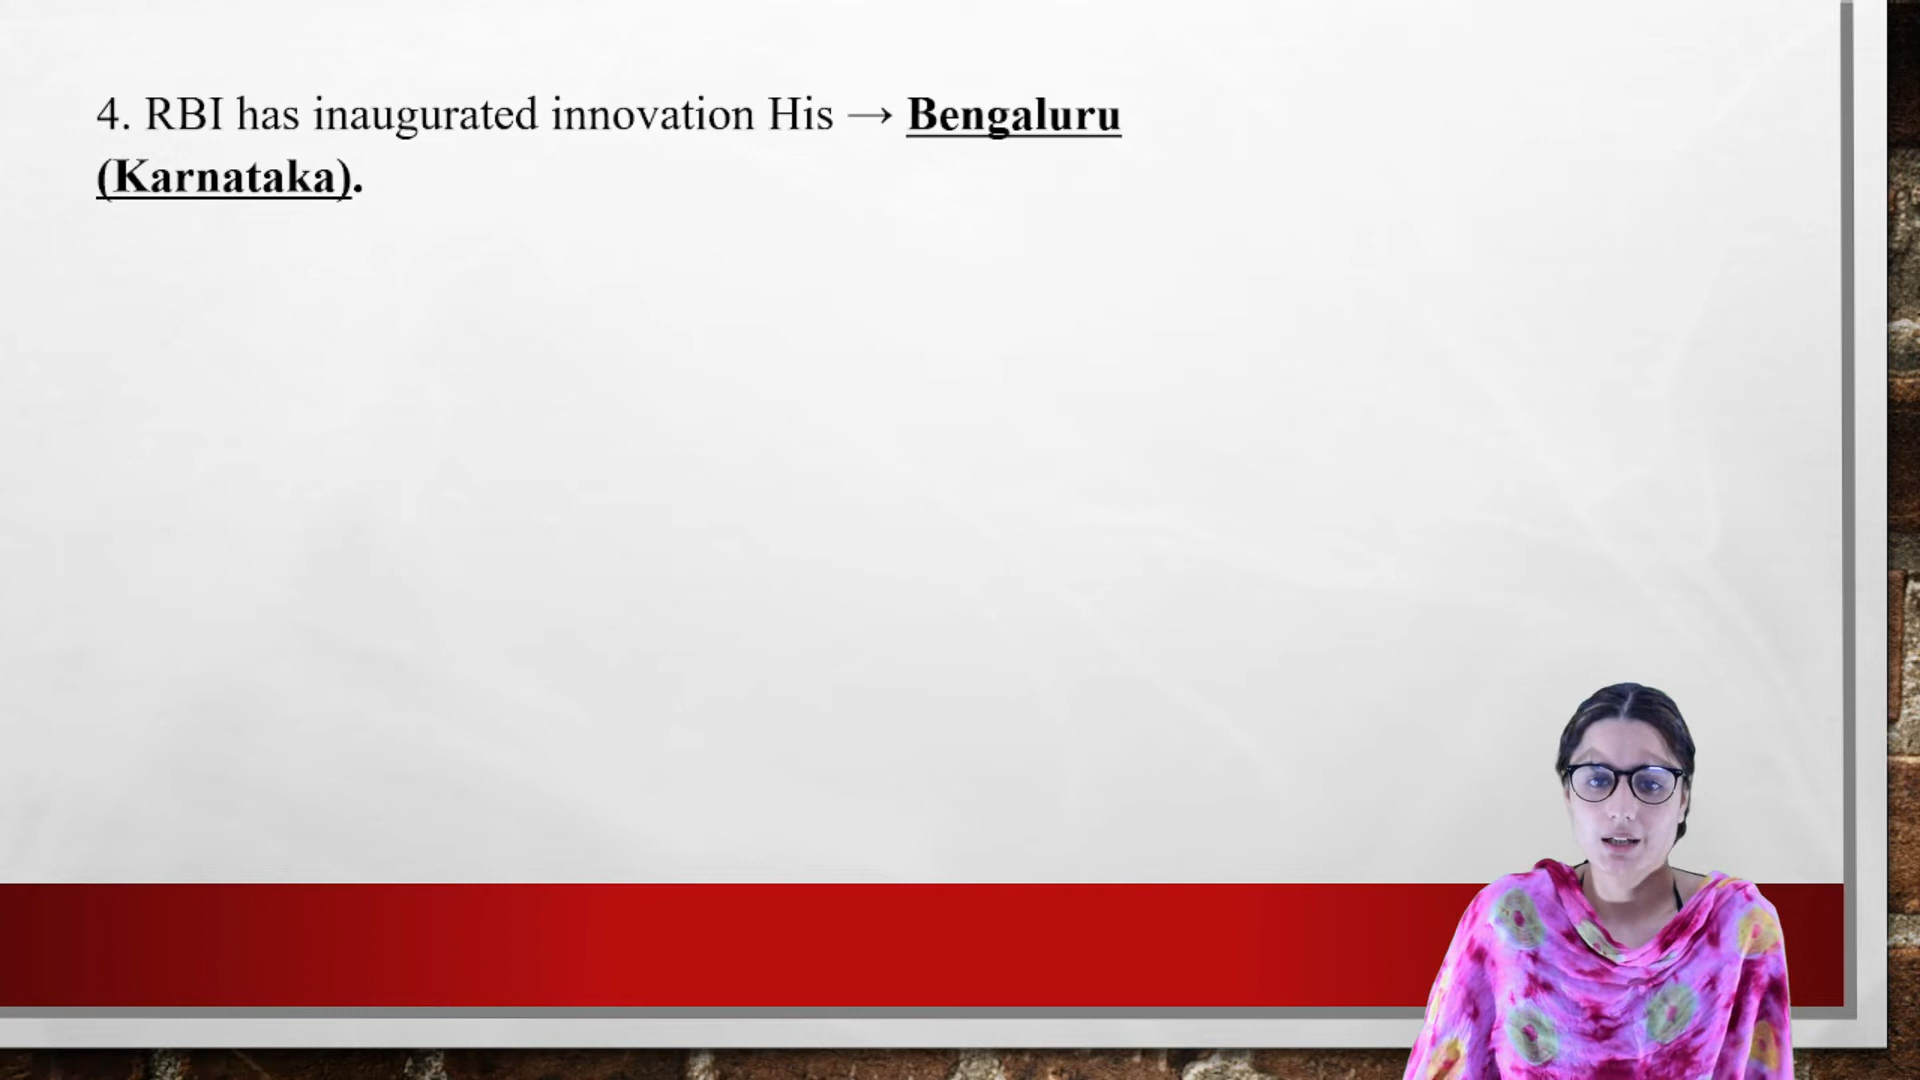 4. RBI has inaugurated innovation His → Bengaluru
(Karnataka).